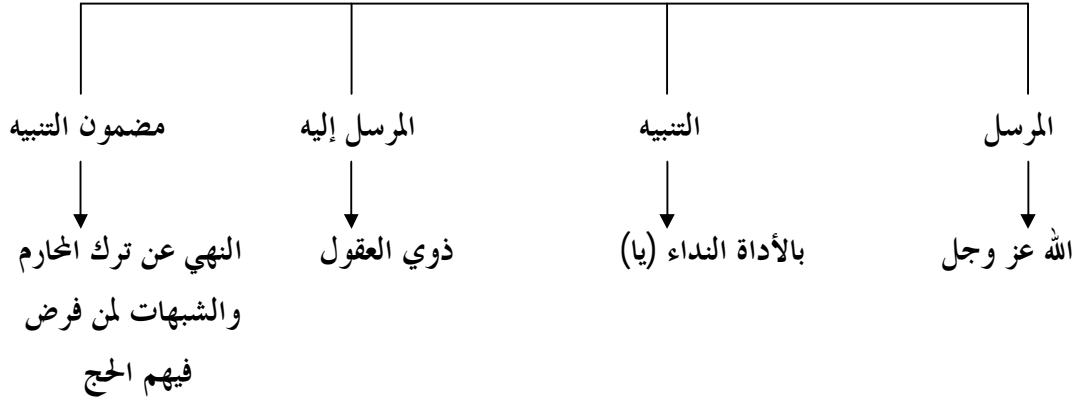 المرسل التنبيه المرسل إليه مضمون التنبيه
الله عز وجل بالأداة النداء (يا) ذوي العقول النهي عن ترك المحارم
والشبهات لمن فرض
فيهم الحج